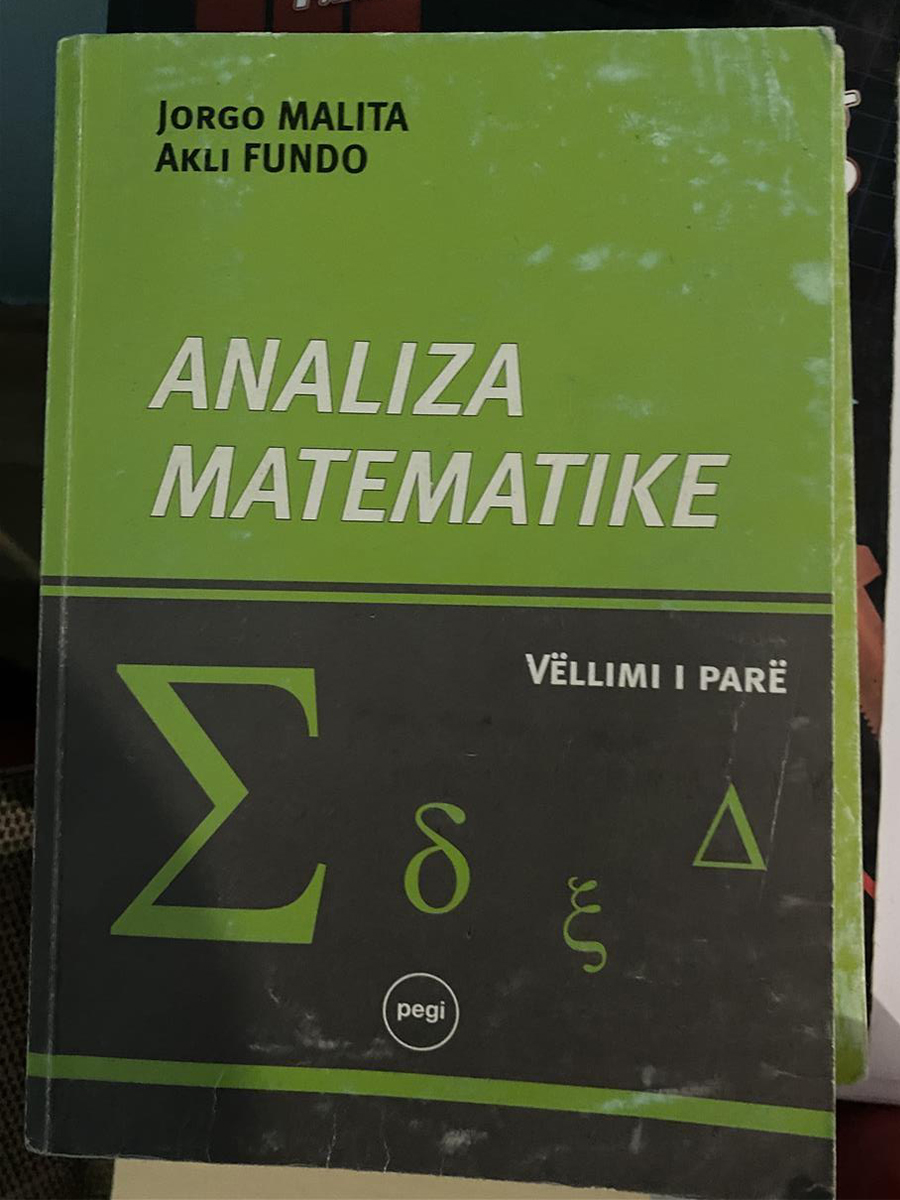 Jorgo MALITA
Akli FUNDO
ANALIZA
MATEMATIKE
VËLLIMI I PARË
Σ δ ξ Δ
pegi